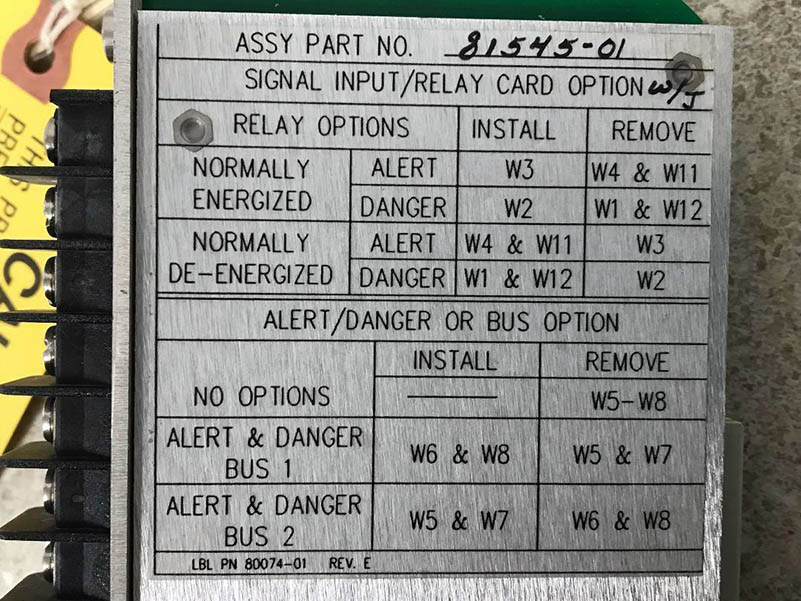 ASSY PART NO. 81545-01
SIGNAL INPUT/RELAY CARD OPTION W/J
RELAY OPTIONS INSTALL REMOVE
NORMALLY ENERGIZED ALERT W3 W4 & W11
DANGER W2 W1 & W12
NORMALLY DE-ENERGIZED ALERT W4 & W11 W3
DANGER W1 & W12 W2
ALERT/DANGER OR BUS OPTION
INSTALL REMOVE
NO OPTIONS ——— W5-W8
ALERT & DANGER BUS 1 W6 & W8 W5 & W7
ALERT & DANGER BUS 2 W5 & W7 W6 & W8
LBL PN 80074-01 REV. E